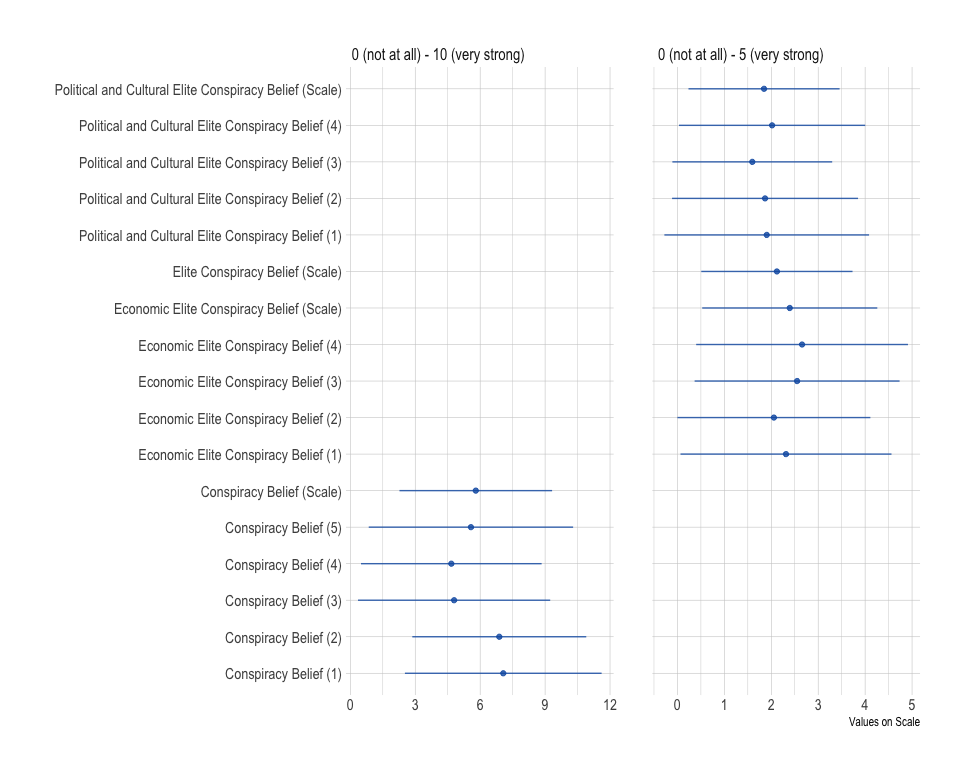 0 (not at all) - 10 (very strong)
0 (not at all) - 5 (very strong)
Political and Cultural Elite Conspiracy Belief (Scale)
Political and Cultural Elite Conspiracy Belief (4)
Political and Cultural Elite Conspiracy Belief (3)
Political and Cultural Elite Conspiracy Belief (2)
Political and Cultural Elite Conspiracy Belief (1)
Elite Conspiracy Belief (Scale)
Economic Elite Conspiracy Belief (Scale)
Economic Elite Conspiracy Belief (4)
Economic Elite Conspiracy Belief (3)
Economic Elite Conspiracy Belief (2)
Economic Elite Conspiracy Belief (1)
Conspiracy Belief (Scale)
Conspiracy Belief (5)
Conspiracy Belief (4)
Conspiracy Belief (3)
Conspiracy Belief (2)
Conspiracy Belief (1)
0 3 6 9 12
0 1 2 3 4 5
Values on Scale